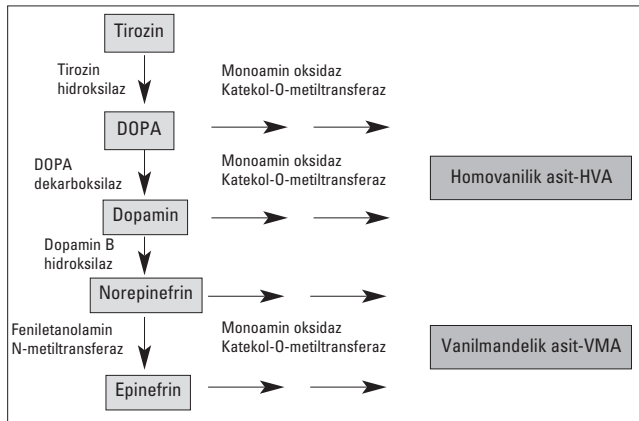 Tirozin
Tirozin
hidroksilaz
Monoamin oksidaz
Katekol-O-metiltransferaz
DOPA
DOPA
dekarboksilaz
Monoamin oksidaz
Katekol-O-metiltransferaz
Homovanilik asit-HVA
Dopamin
Dopamin B
hidroksilaz
Norepinefrin
Feniletanolamin
N-metiltransferaz
Monoamin oksidaz
Katekol-O-metiltransferaz
Vanilmandelik asit-VMA
Epinefrin